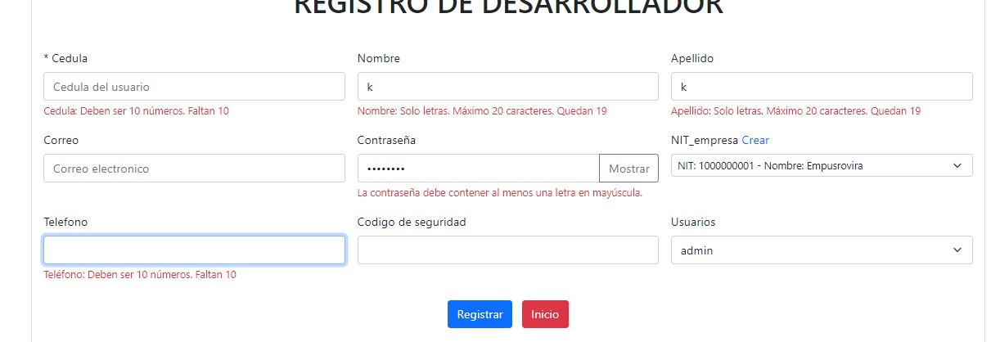 REGISTRO DE DESARROLLADOR
* Cedula
Nombre
Apellido
Cedula del usuario
k
k
Cedula: Deben ser 10 números. Faltan 10
Nombre: Solo letras. Máximo 20 caracteres. Quedan 19
Apellido: Solo letras. Máximo 20 caracteres. Quedan 19
Correo
Contraseña
NIT_empresa Crear
Correo electronico
••••••••
Mostrar
NIT: 1000000001 - Nombre: Empusrovira
La contraseña debe contener al menos una letra en mayúscula.
Telefono
Codigo de seguridad
Usuarios
admin
Teléfono: Deben ser 10 números. Faltan 10
Registrar
Inicio